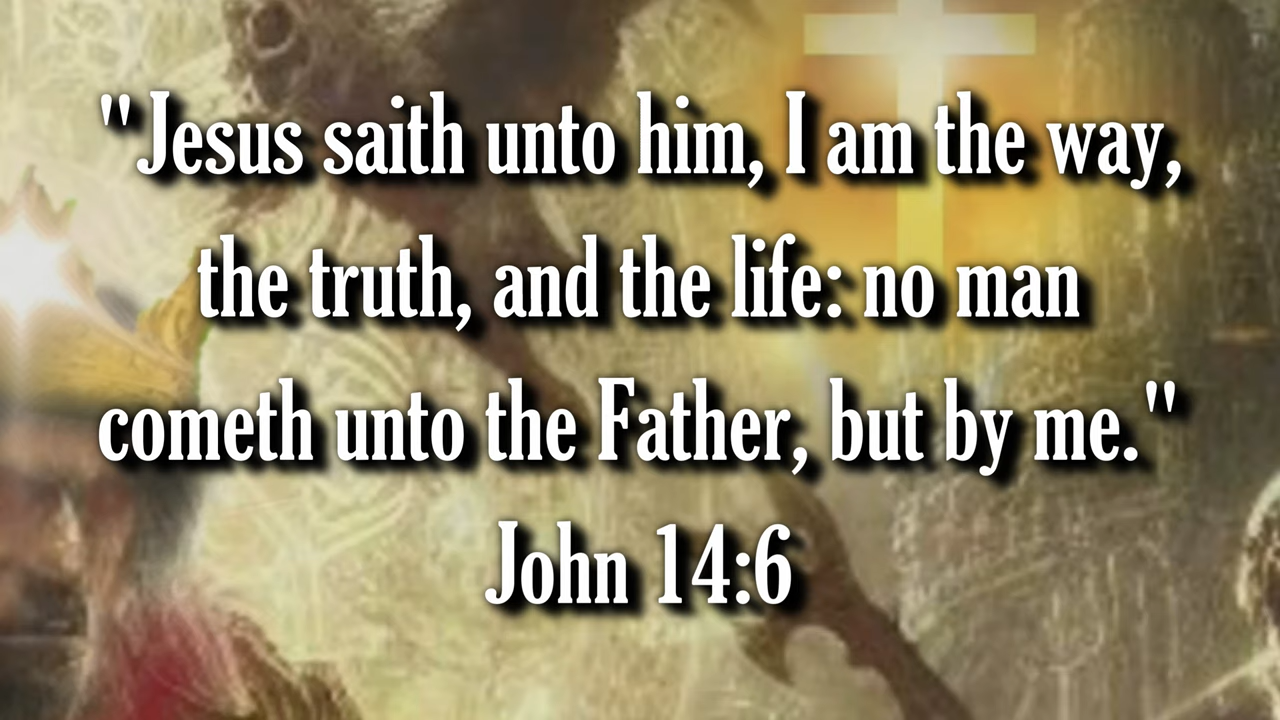 "Jesus saith unto him, I am the way,
the truth, and the life: no man
cometh unto the Father, but by me."
John 14:6